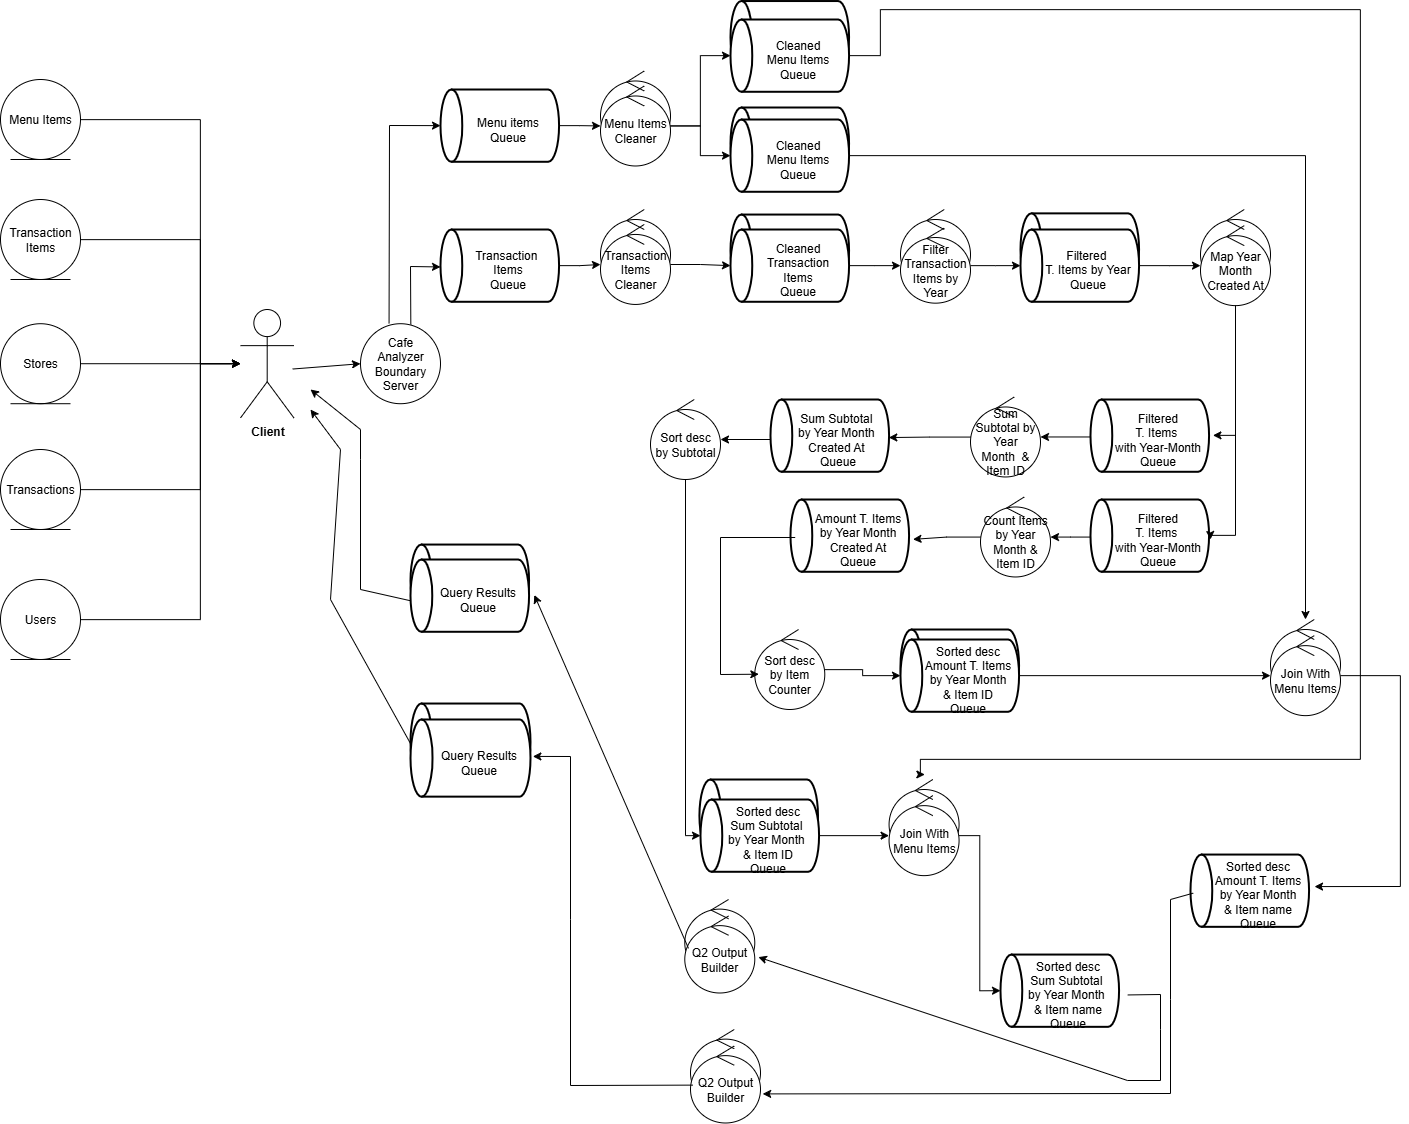 Menu Items
Transaction
Items
Stores
Transactions
Users
Client
Cafe
Analyzer
Boundary
Server
Menu items
Queue
Menu Items
Cleaner
Cleaned
Menu Items
Queue
Cleaned
Menu Items
Queue
Transaction
Items
Queue
Transaction
Items
Cleaner
Cleaned
Transaction
Items
Queue
Filter
Transaction
Items by
Year
Filtered
T. Items by Year
Queue
Map Year
Month
Created At
Sort desc
by Subtotal
Sum Subtotal
by Year Month
Created At
Queue
Sum
Subtotal by
Year
Month &
Item ID
Filtered
T. Items
with Year-Month
Queue
Amount T. Items
by Year Month
Created At
Queue
Count Items
by Year
Month &
Item ID
Filtered
T. Items
with Year-Month
Queue
Query Results
Queue
Sort desc
by Item
Counter
Sorted desc
Amount T. Items
by Year Month
& Item ID
Queue
Join With
Menu Items
Query Results
Queue
Sorted desc
Sum Subtotal
by Year Month
& Item ID
Queue
Join With
Menu Items
Sorted desc
Amount T. Items
by Year Month
& Item name
Queue
Q2 Output
Builder
Sorted desc
Sum Subtotal
by Year Month
& Item name
Queue
Q2 Output
Builder